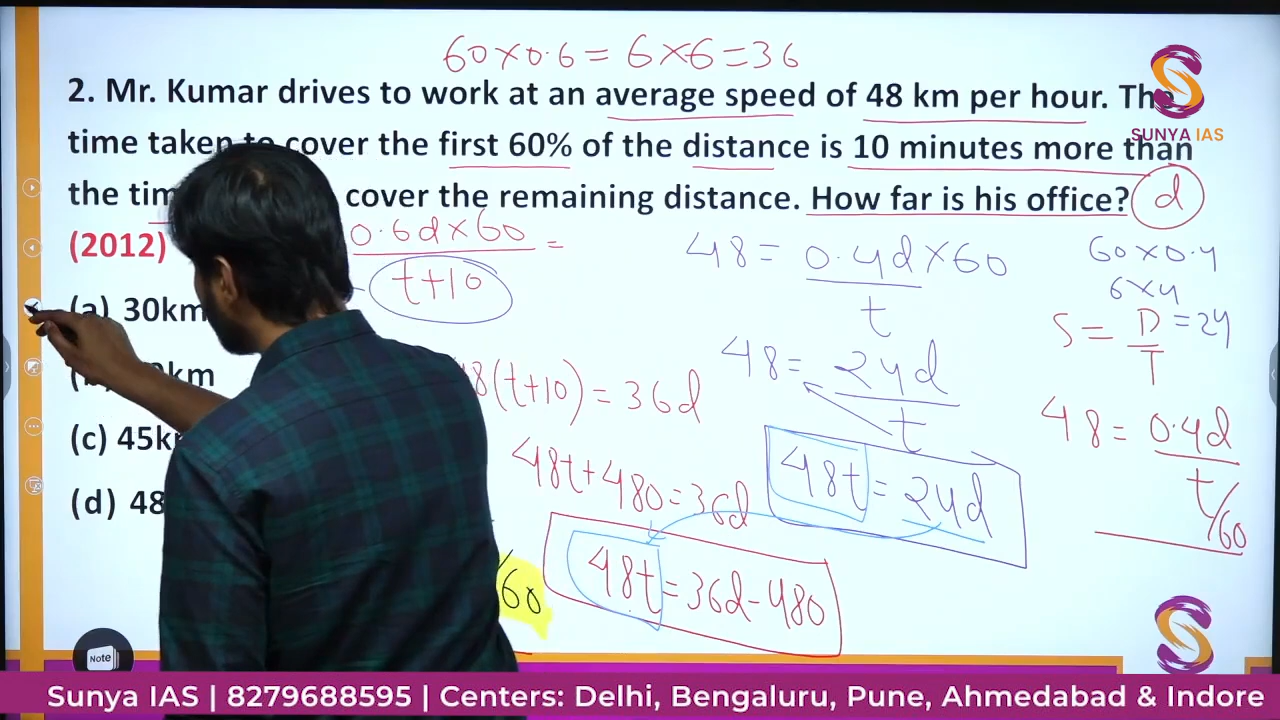 60×0.6 = 6×6=36
2. Mr. Kumar drives to work at an average speed of 48 km per hour. The
SUNYA IAS
time taken to cover the first 60% of the distance is 10 minutes more than
the cover the remaining distance. How far is his office? d
(2012)
0.6d×60 =
t+10
48 = 0.4d×60
t
60×0.4
6×4
S = D = 24
T
(a) 30km
48 = 24d
t
km
(t+10) = 36d
48 = 0.4d
t/60
(c)
48t+480=36d
48t = 24d
(d) 48
48t = 36d-480
/60
Note
Sunya IAS | 8279688595 | Centers: Delhi, Bengaluru, Pune, Ahmedabad & Indore